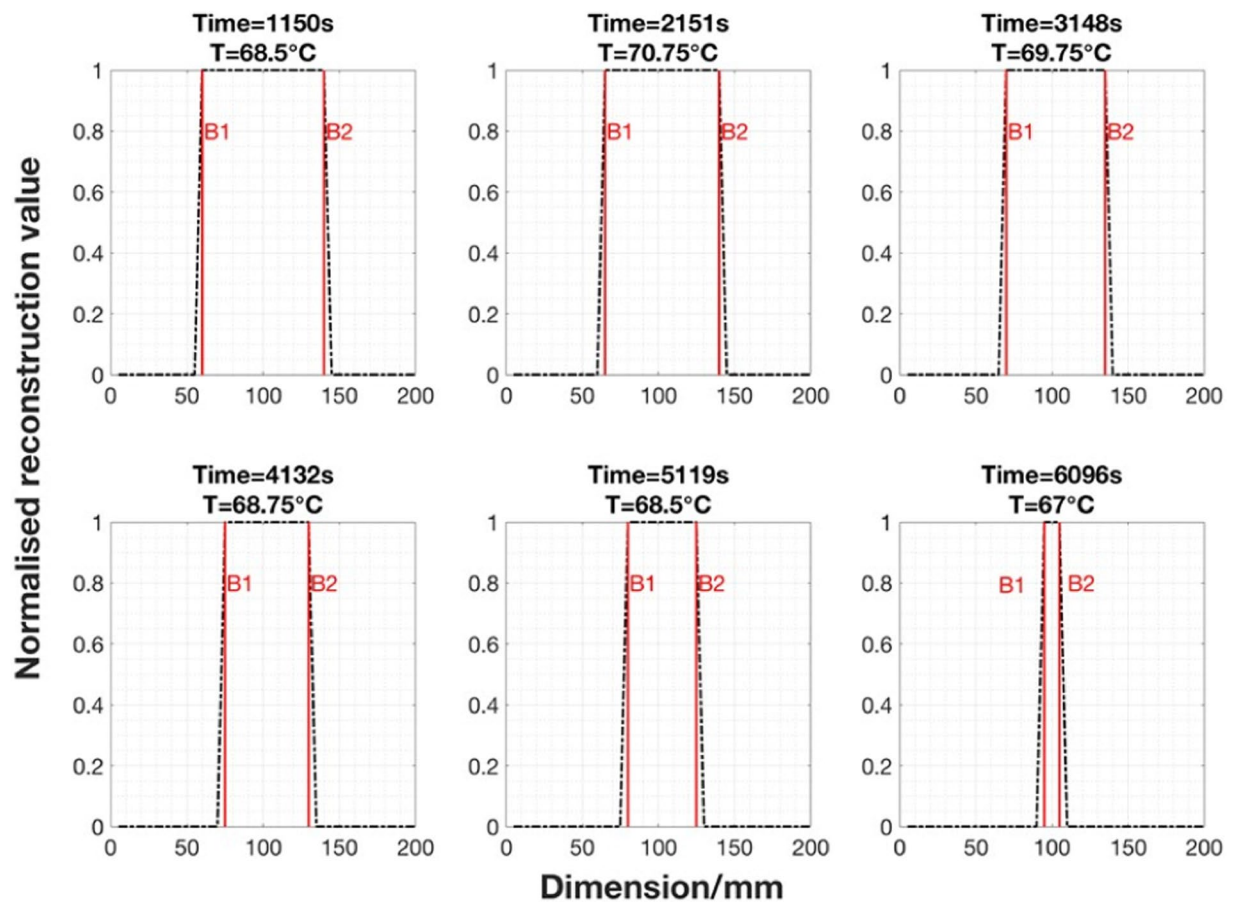 Normalised reconstruction value
Time=1150s
T=68.5°C
1
0.8
0.6
0.4
0.2
0
B1
B2
0
50
100
150
200
Time=2151s
T=70.75°C
1
0.8
0.6
0.4
0.2
0
B1
B2
0
50
100
150
200
Time=3148s
T=69.75°C
1
0.8
0.6
0.4
0.2
0
B1
B2
0
50
100
150
200
Time=4132s
T=68.75°C
1
0.8
0.6
0.4
0.2
0
B1
B2
0
50
100
150
200
Time=5119s
T=68.5°C
1
0.8
0.6
0.4
0.2
0
B1
B2
0
50
100
150
200
Time=6096s
T=67°C
1
0.8
0.6
0.4
0.2
0
B1
B2
0
50
100
150
200
Dimension/mm